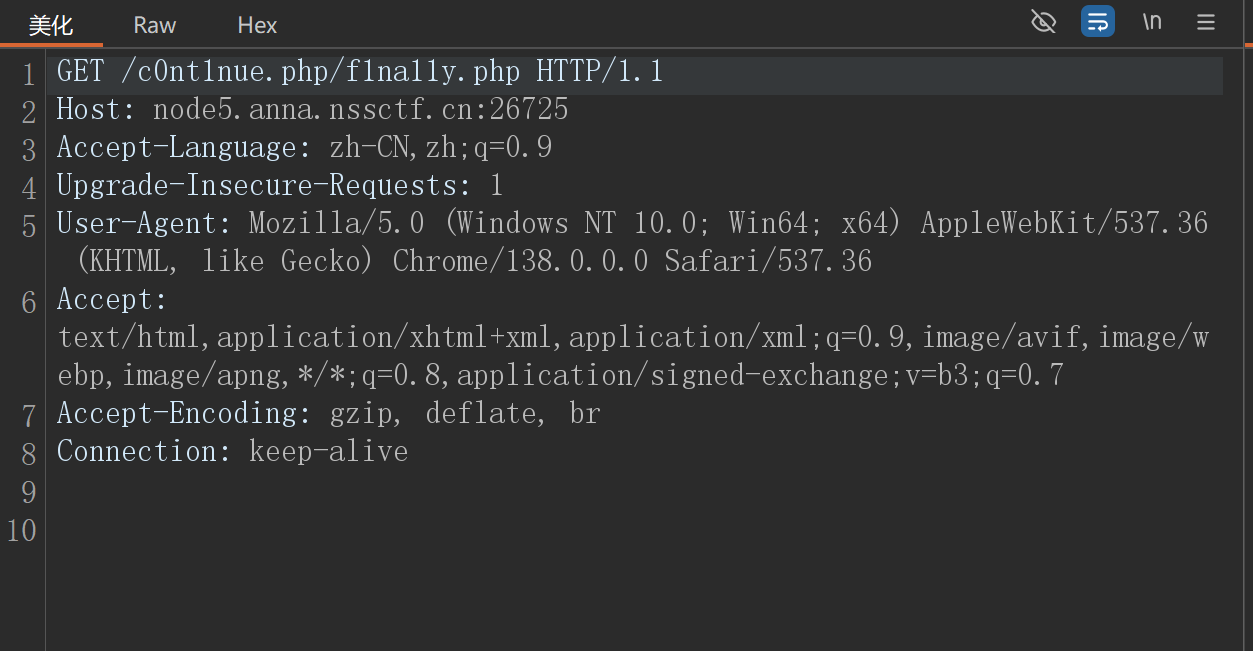 美化 Raw Hex \n
1 GET /c0nt1nue.php/f1na11y.php HTTP/1.1
2 Host: node5.anna.nssctf.cn:26725
3 Accept-Language: zh-CN,zh;q=0.9
4 Upgrade-Insecure-Requests: 1
5 User-Agent: Mozilla/5.0 (Windows NT 10.0; Win64; x64) AppleWebKit/537.36
(KHTML, like Gecko) Chrome/138.0.0.0 Safari/537.36
6 Accept:
text/html,application/xhtml+xml,application/xml;q=0.9,image/avif,image/w
ebp,image/apng,*/*;q=0.8,application/signed-exchange;v=b3;q=0.7
7 Accept-Encoding: gzip, deflate, br
8 Connection: keep-alive
9
10